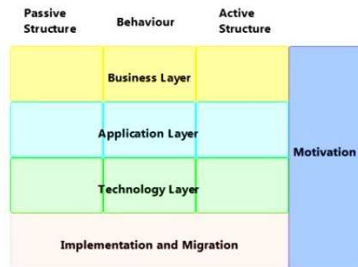 Passive
Structure
Behaviour
Active
Structure
Business Layer
Application Layer
Motivation
Technology Layer
Implementation and Migration